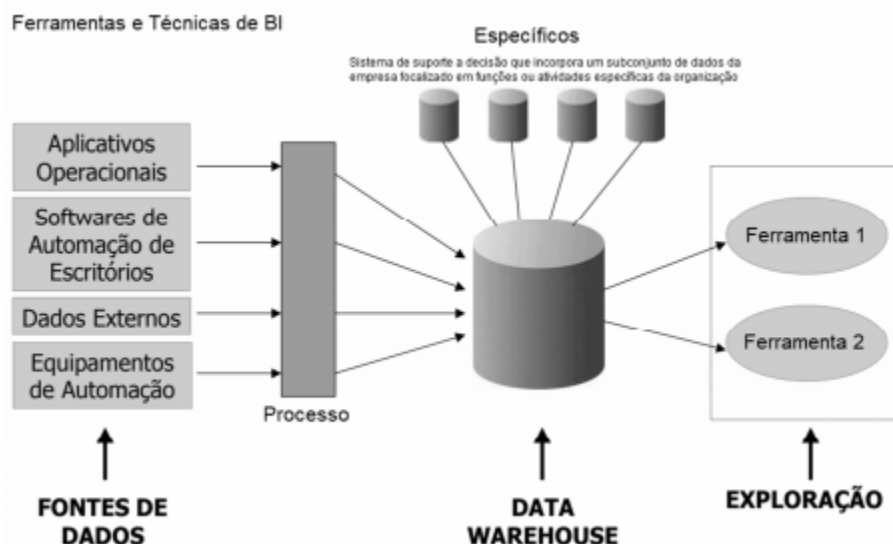 Ferramentas e Técnicas de BI
Específicos
Sistema de suporte a decisão que incorpora um subconjunto de dados da
empresa focalizado em funções ou atividades específicas da organização
Aplicativos
Operacionais
Softwares de
Automação de
Escritórios
Dados Externos
Equipamentos
de Automação
Processo
Ferramenta 1
Ferramenta 2
FONTES DE
DADOS
DATA
WAREHOUSE
EXPLORAÇÃO